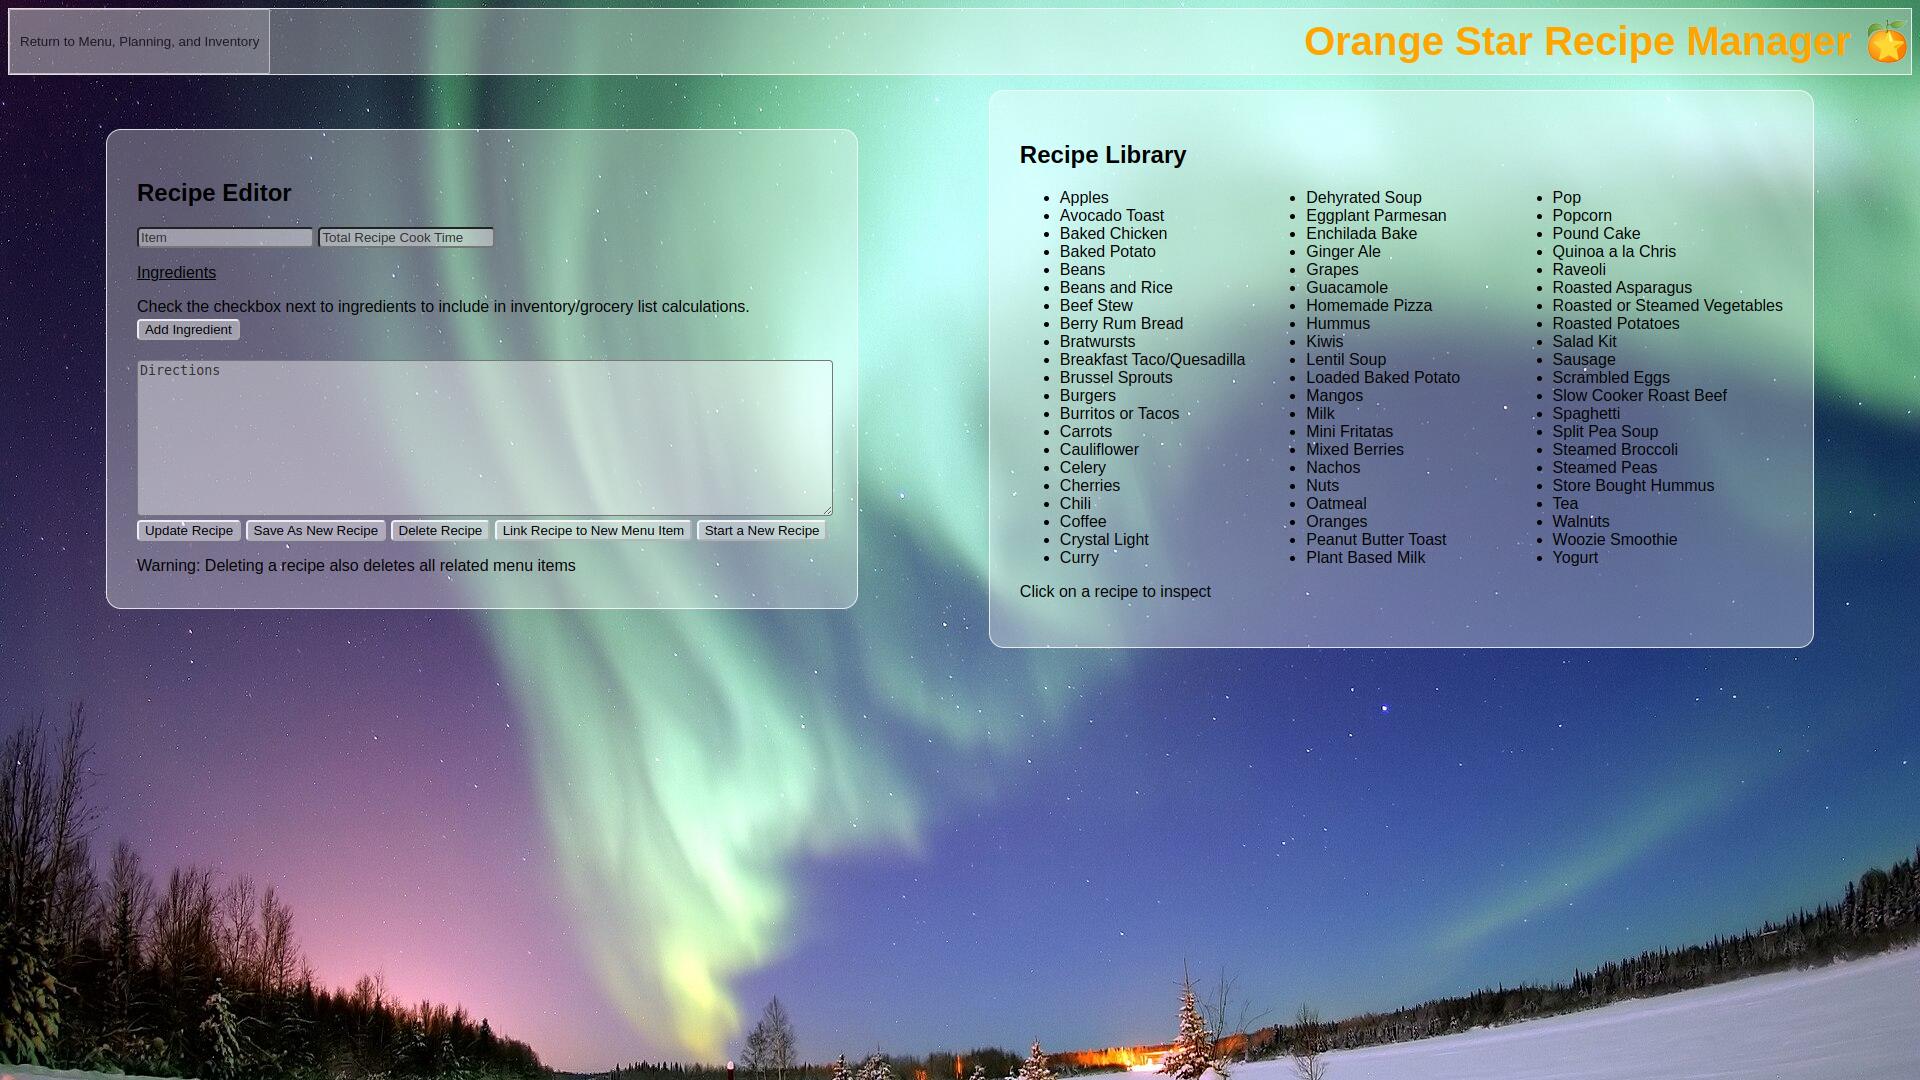 Return to Menu, Planning, and Inventory
Orange Star Recipe Manager
Recipe Editor
Item
Total Recipe Cook Time
Ingredients
Check the checkbox next to ingredients to include in inventory/grocery list calculations.
Add Ingredient
Directions
Update Recipe
Save As New Recipe
Delete Recipe
Link Recipe to New Menu Item
Start a New Recipe
Warning: Deleting a recipe also deletes all related menu items
Recipe Library
Apples
Avocado Toast
Baked Chicken
Baked Potato
Beans
Beans and Rice
Beef Stew
Berry Rum Bread
Bratwursts
Breakfast Taco/Quesadilla
Brussel Sprouts
Burgers
Burritos or Tacos
Carrots
Cauliflower
Celery
Cherries
Chili
Coffee
Crystal Light
Curry
Dehyrated Soup
Eggplant Parmesan
Enchilada Bake
Ginger Ale
Grapes
Guacamole
Homemade Pizza
Hummus
Kiwis
Lentil Soup
Loaded Baked Potato
Mangos
Milk
Mini Fritatas
Mixed Berries
Nachos
Nuts
Oatmeal
Oranges
Peanut Butter Toast
Plant Based Milk
Pop
Popcorn
Pound Cake
Quinoa a la Chris
Raveoli
Roasted Asparagus
Roasted or Steamed Vegetables
Roasted Potatoes
Salad Kit
Sausage
Scrambled Eggs
Slow Cooker Roast Beef
Spaghetti
Split Pea Soup
Steamed Broccoli
Steamed Peas
Store Bought Hummus
Tea
Walnuts
Woozie Smoothie
Yogurt
Click on a recipe to inspect